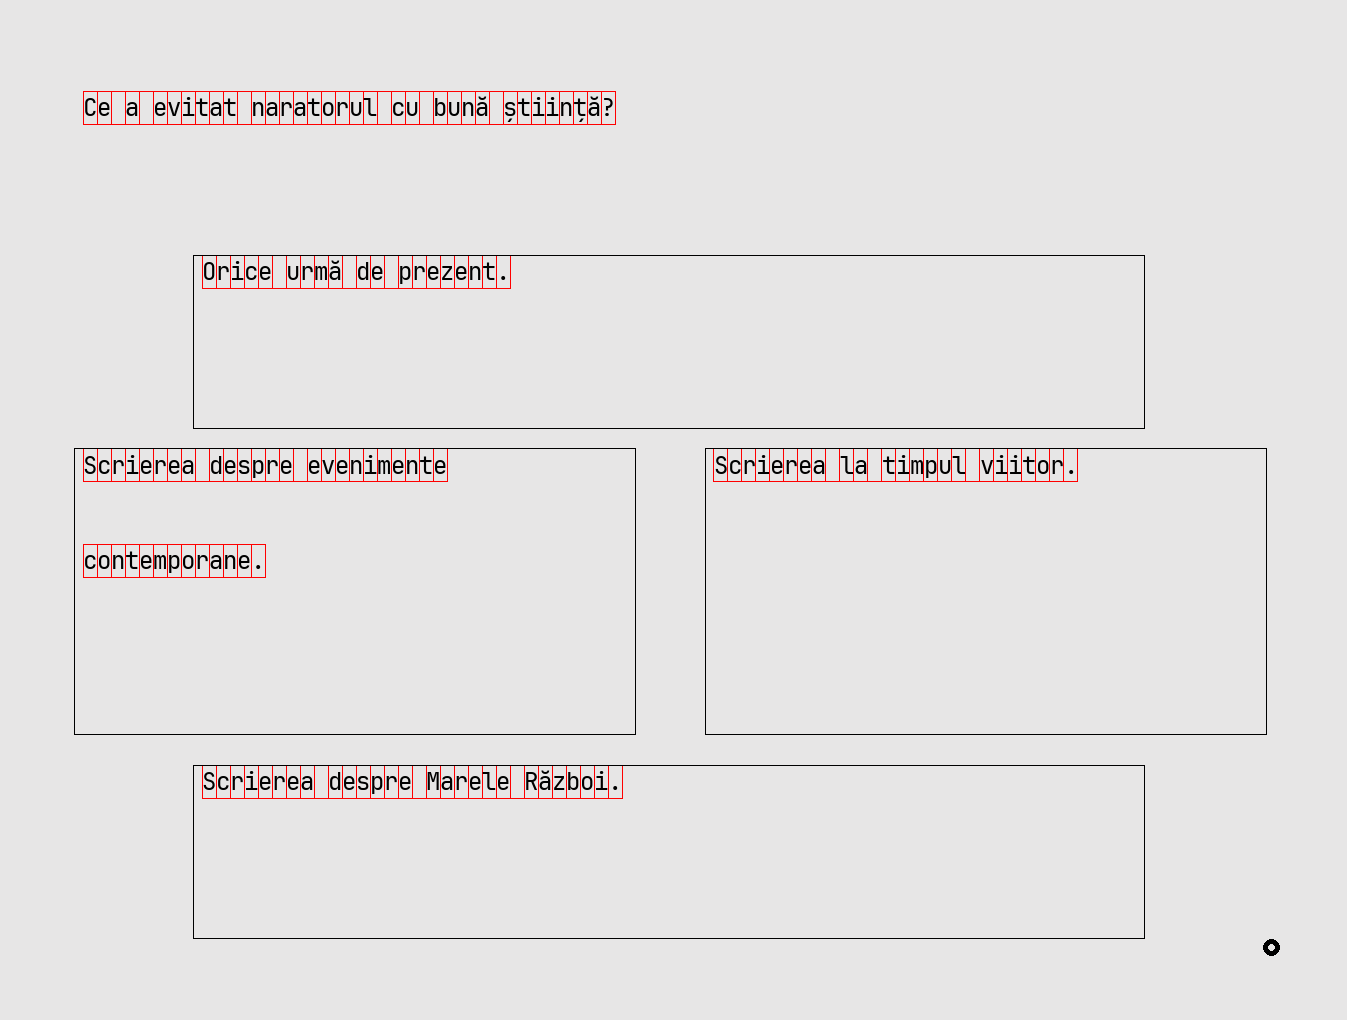 Ce a evitat naratorul cu bună știință?
Orice urmă de prezent.
Scrierea despre evenimente
contemporane.
Scrierea la timpul viitor.
Scrierea despre Marele Război.